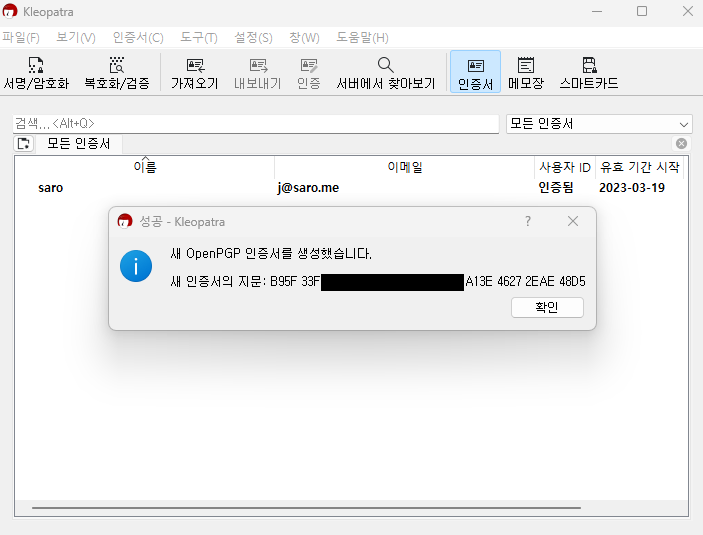 Kleopatra
파일(F) 보기(V) 인증서(C) 도구(T) 설정(S) 창(W) 도움말(H)
서명/암호화 복호화/검증 가져오기 내보내기 인증 서버에서 찾아보기 인증서 메모장 스마트카드
검색...<Alt+Q> 모든 인증서
모든 인증서
이름 이메일 사용자 ID 유효 기간 시작
saro j@saro.me 인증됨 2023-03-19
성공 - Kleopatra
새 OpenPGP 인증서를 생성했습니다.
새 인증서의 지문: B95F 33F A13E 4627 2EAE 48D5
확인